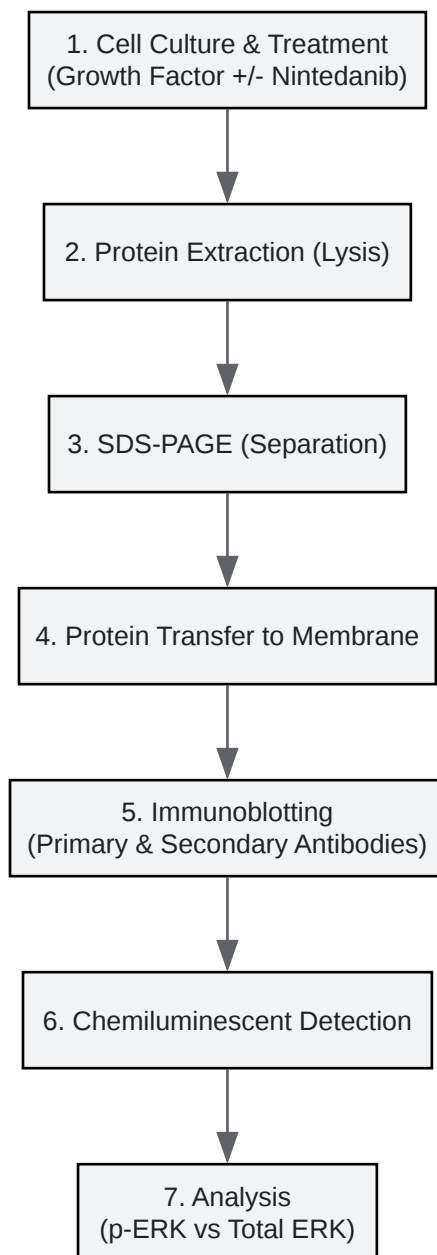 1. Cell Culture & Treatment
(Growth Factor +/- Nintedanib)
2. Protein Extraction (Lysis)
3. SDS-PAGE (Separation)
4. Protein Transfer to Membrane
5. Immunoblotting
(Primary & Secondary Antibodies)
6. Chemiluminescent Detection
7. Analysis
(p-ERK vs Total ERK)